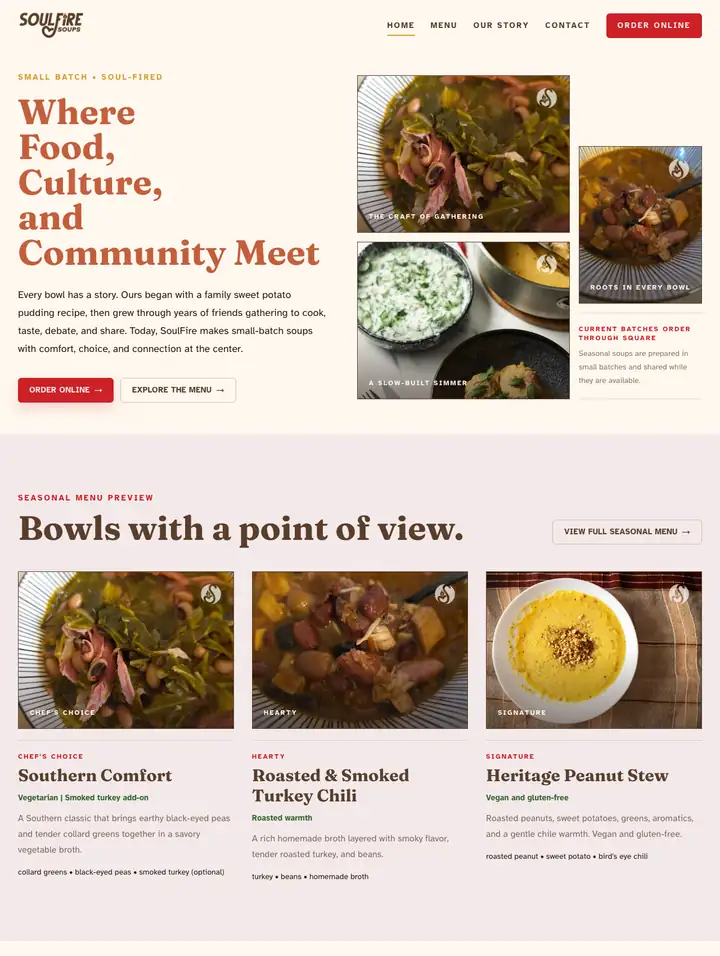 SOULFIRE
SOUPS
HOME
MENU
OUR STORY
CONTACT
ORDER ONLINE
SMALL BATCH • SOUL-FIRED
Where
Food,
Culture,
and
Community Meet
Every bowl has a story. Ours began with a family sweet potato
pudding recipe, then grew through years of friends gathering to cook,
taste, debate, and share. Today, SoulFire makes small-batch soups
with comfort, choice, and connection at the center.
ORDER ONLINE →
EXPLORE THE MENU →
THE CRAFT OF GATHERING
A SLOW-BUILT SIMMER
ROOTS IN EVERY BOWL
CURRENT BATCHES ORDER
THROUGH SQUARE
Seasonal soups are prepared in
small batches and shared while
they are available.
SEASONAL MENU PREVIEW
Bowls with a point of view.
VIEW FULL SEASONAL MENU →
CHEF'S CHOICE
CHEF'S CHOICE
Southern Comfort
Vegetarian | Smoked turkey add-on
A Southern classic that brings earthy black-eyed peas
and tender collard greens together in a savory
vegetable broth.
collard greens • black-eyed peas • smoked turkey (optional)
HEARTY
HEARTY
Roasted & Smoked
Turkey Chili
Roasted warmth
A rich homemade broth layered with smoky flavor,
tender roasted turkey, and beans.
turkey • beans • homemade broth
SIGNATURE
SIGNATURE
Heritage Peanut Stew
Vegan and gluten-free
Roasted peanuts, sweet potatoes, greens, aromatics,
and a gentle chile warmth. Vegan and gluten-free.
roasted peanut • sweet potato • bird's eye chili